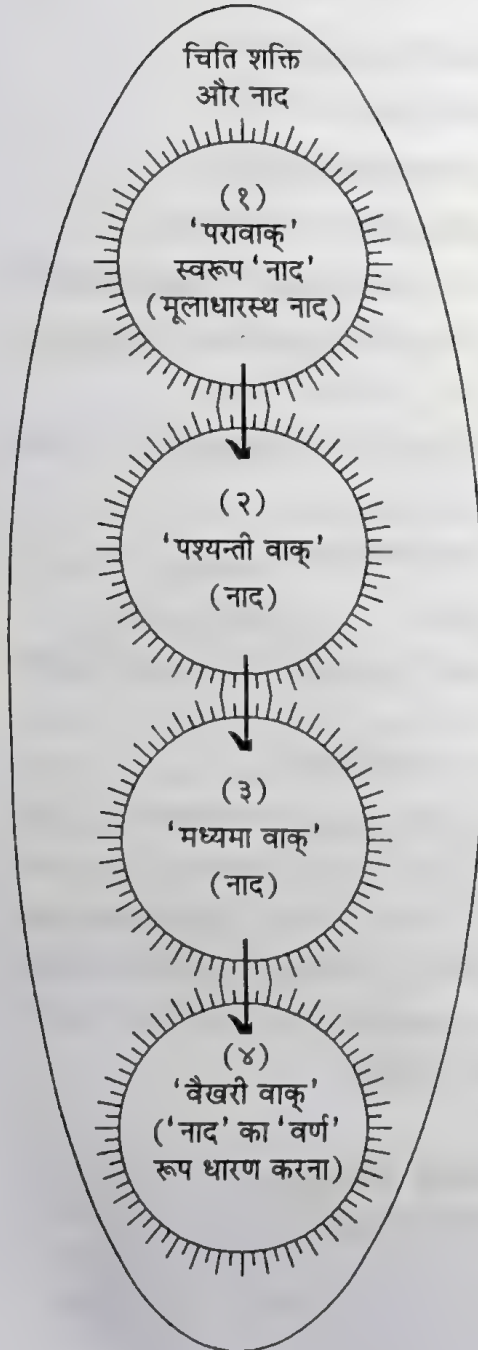 चिति शक्ति
और नाद
(१)
'परावाक्'
स्वरूप 'नाद'
(मूलाधारस्थ नाद)
(२)
'पश्यन्ती वाक्'
(नाद)
(३)
'मध्यमा वाक्'
(नाद)
(४)
'वैखरी वाक्'
('नाद' का 'वर्ण'
रूप धारण करना)